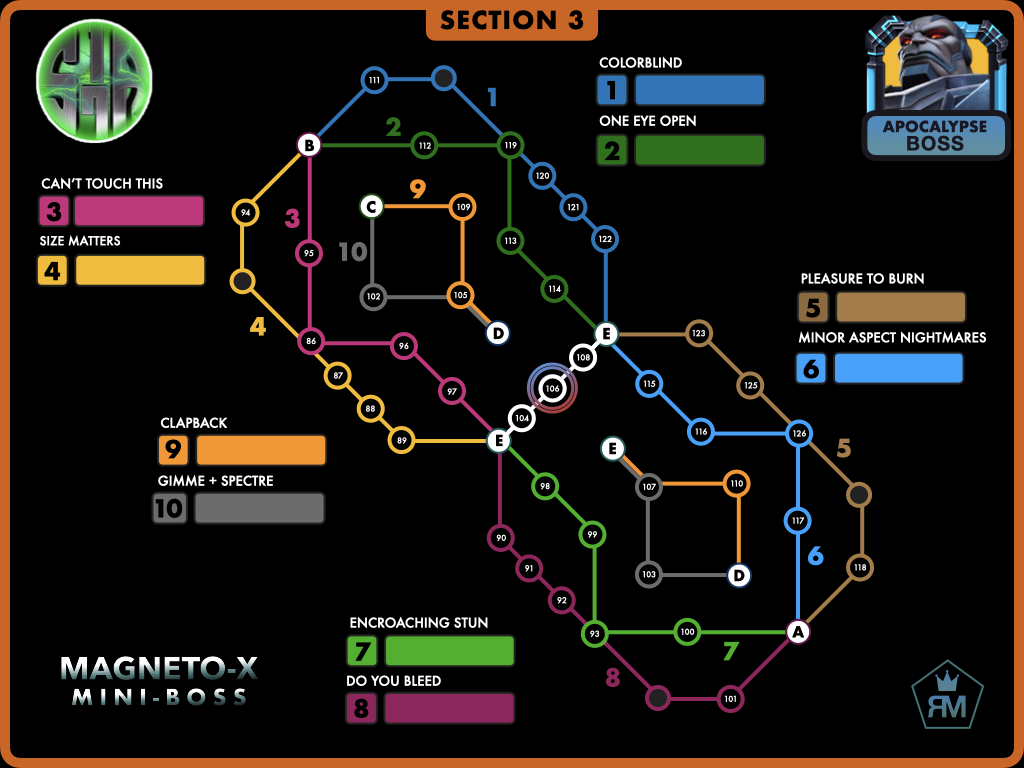 SECTION 3
COLORBLIND
1
ONE EYE OPEN
2
APOCALYPSE
BOSS
CAN'T TOUCH THIS
3
SIZE MATTERS
4
111
1
B
2
112
119
120
121
122
94
3
95
C
9
109
10
102
105
D
113
114
4
86
96
87
97
88
89
E
108
106
104
E
123
115
125
116
126
5
PLEASURE TO BURN
5
MINOR ASPECT NIGHTMARES
6
CLAPBACK
9
GIMME + SPECTRE
10
E
107
110
103
D
117
6
118
A
98
99
90
91
92
93
100
7
8
101
ENCROACHING STUN
7
DO YOU BLEED
8
MAGNETO-X
MINI-BOSS